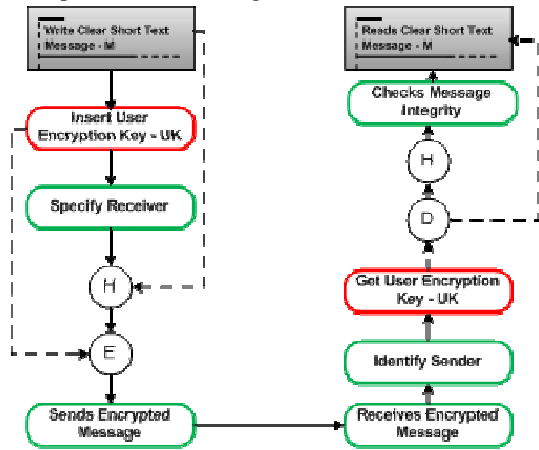 Write Clear Short Text
Message - M
Insert User
Encryption Key - UK
Specify Receiver
H
E
Sends Encrypted
Message
Reads Clear Short Text
Message - M
Checks Message
Integrity
H
D
Get User Encryption
Key - UK
Identify Sender
Receives Encrypted
Message